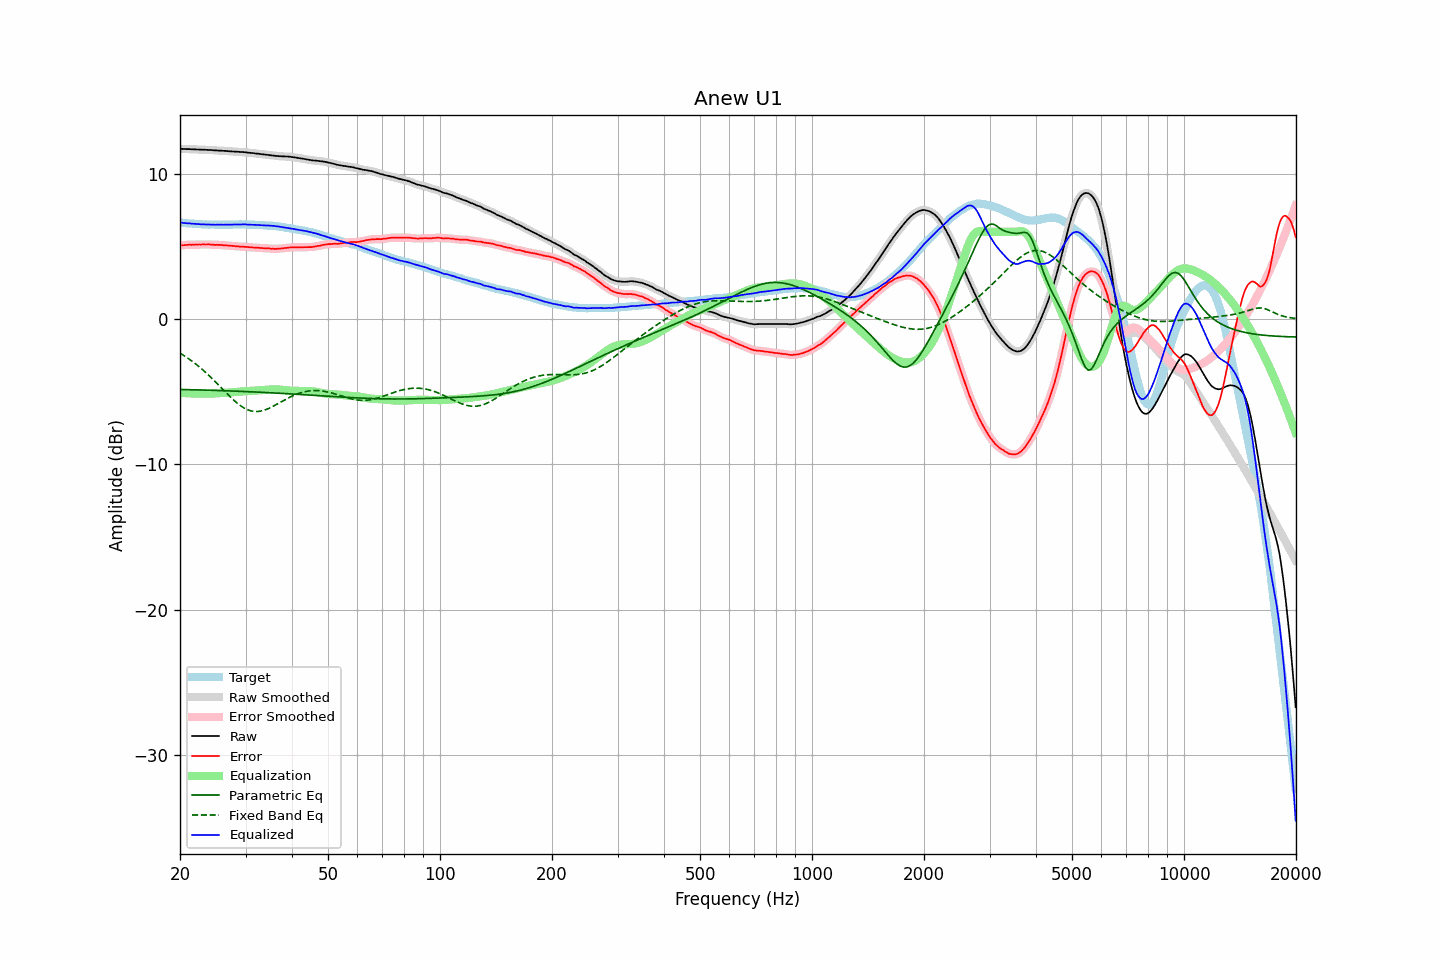 Anew U1
Amplitude (dBr)
10
0
−10
−20
−30
Target
Raw Smoothed
Error Smoothed
Raw
Error
Equalization
Parametric Eq
Fixed Band Eq
Equalized
20 50 100 200 500 1000 2000 5000 10000 20000
Frequency (Hz)